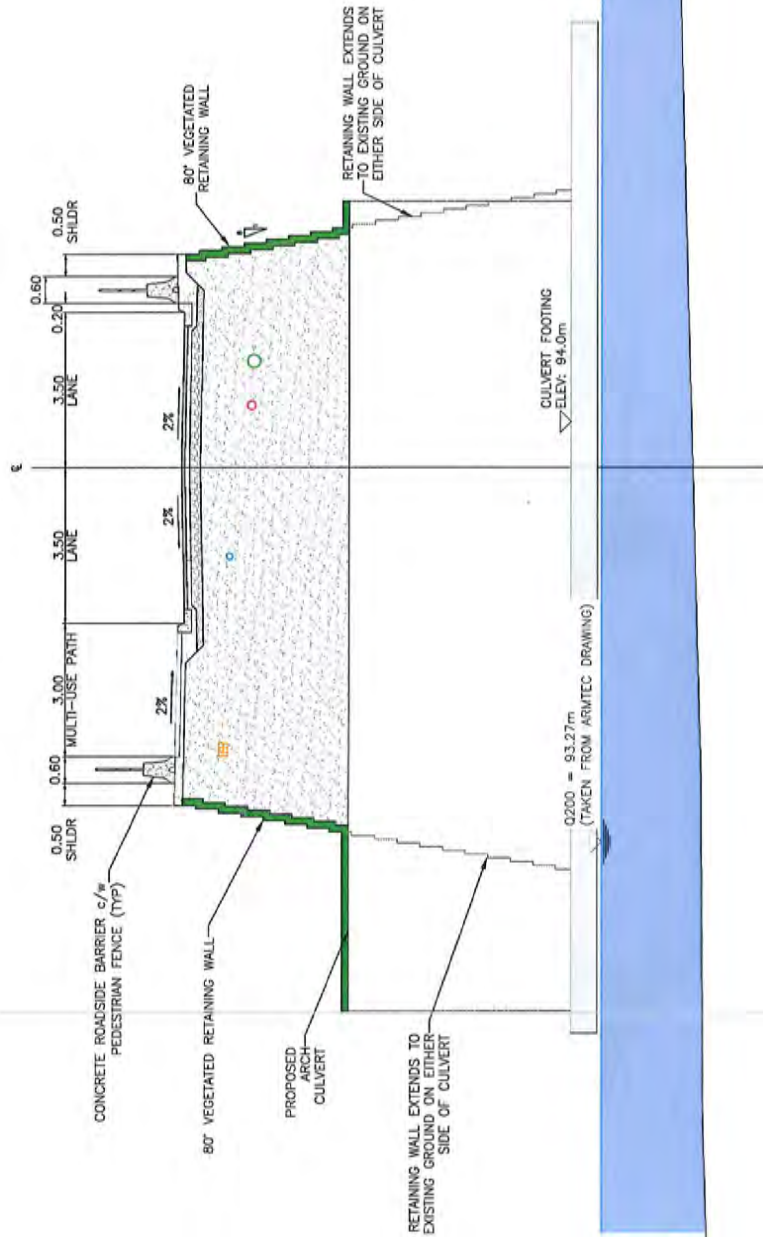 ℄
0.50
SHLDR
0.60
3.00
MULTI-USE PATH
3.50
LANE
3.50
LANE
0.20
0.60
0.50
SHLDR
CONCRETE ROADSIDE BARRIER c/w
PEDESTRIAN FENCE (TYP)
2%
2%
2%
80° VEGETATED
RETAINING WALL
80° VEGETATED RETAINING WALL
PROPOSED
ARCH
CULVERT
RETAINING WALL EXTENDS
TO EXISTING GROUND ON
EITHER SIDE OF CULVERT
RETAINING WALL EXTENDS TO
EXISTING GROUND ON EITHER
SIDE OF CULVERT
CULVERT FOOTING
ELEV: 94.0m
Q200 = 93.27m
(TAKEN FROM ARMTEC DRAWING)